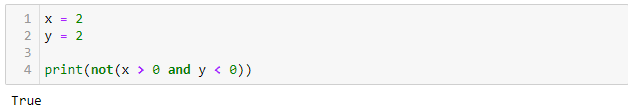 1 x = 2
2 y = 2
3
4 print(not(x > 0 and y < 0))
True